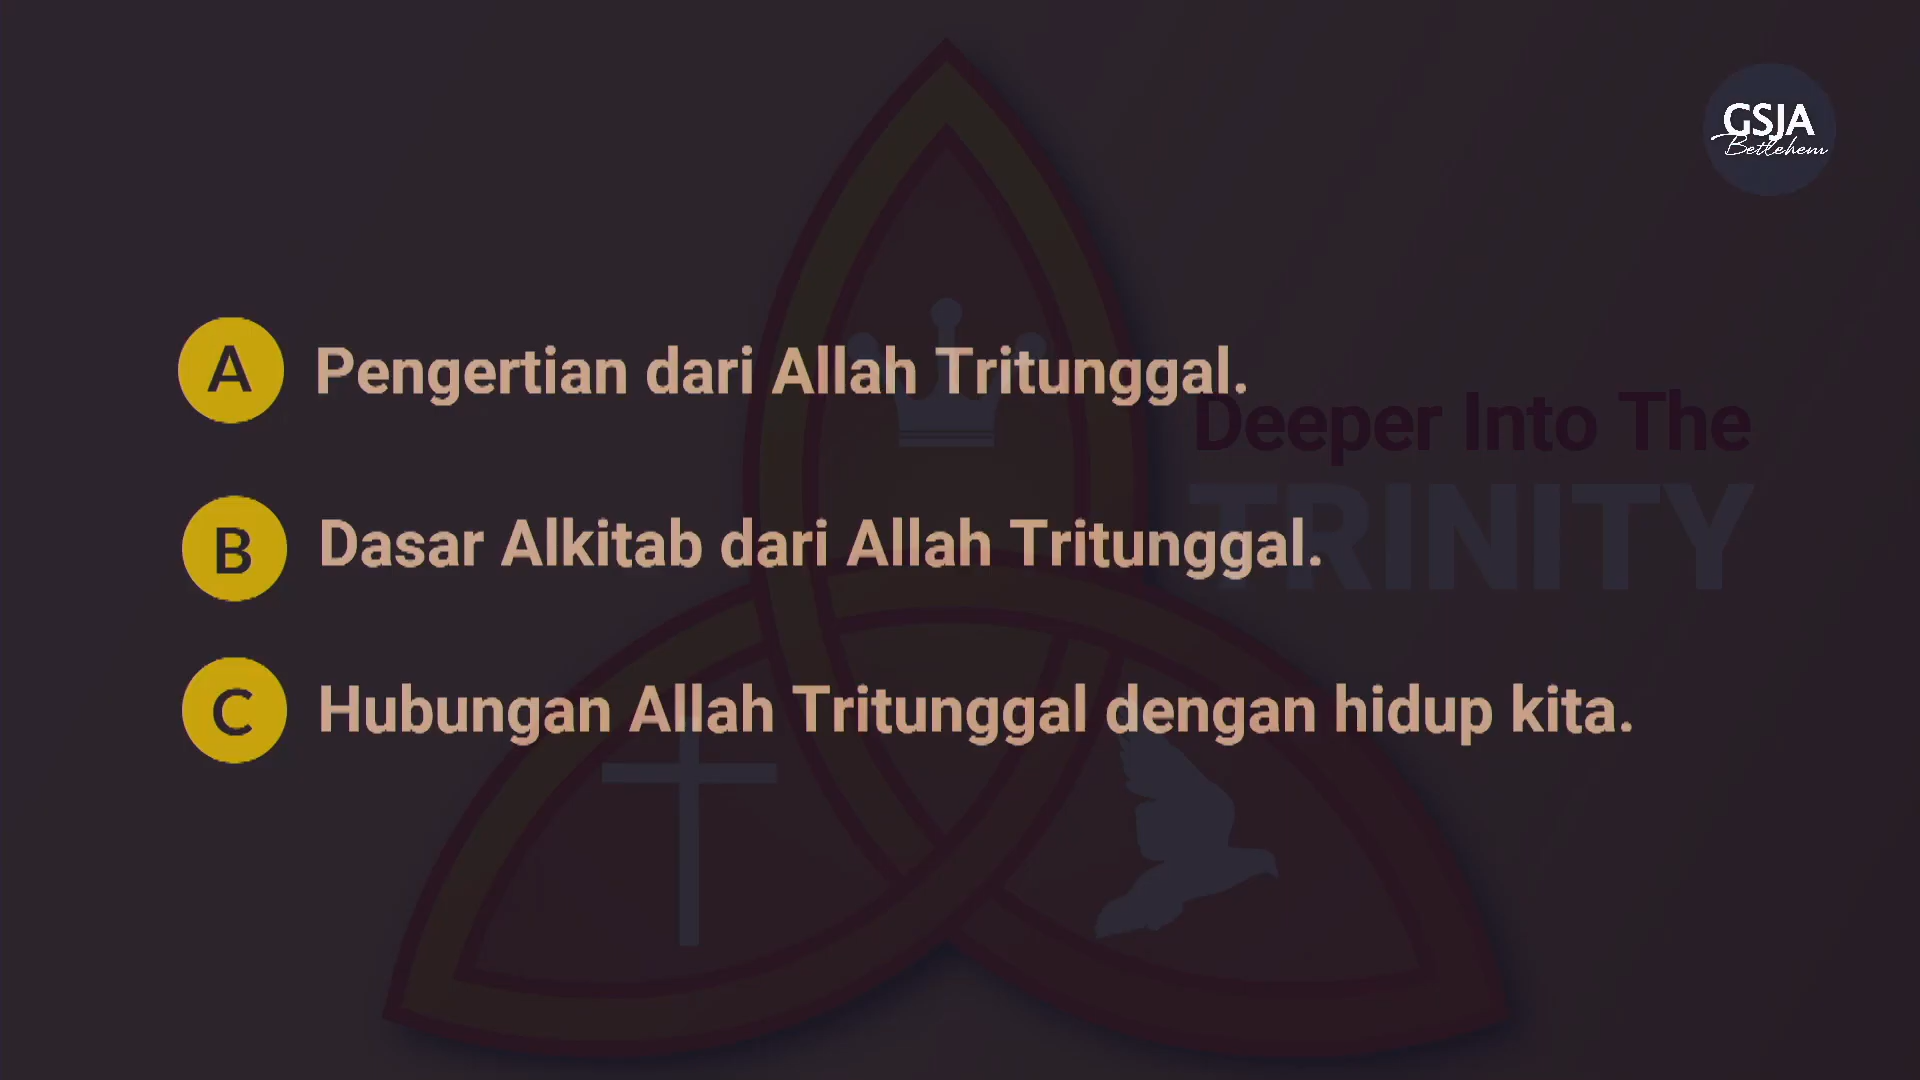 GSJA
Betlehem
A Pengertian dari Allah Tritunggal.
Deeper Into The
TRINITY
B Dasar Alkitab dari Allah Tritunggal.
C Hubungan Allah Tritunggal dengan hidup kita.